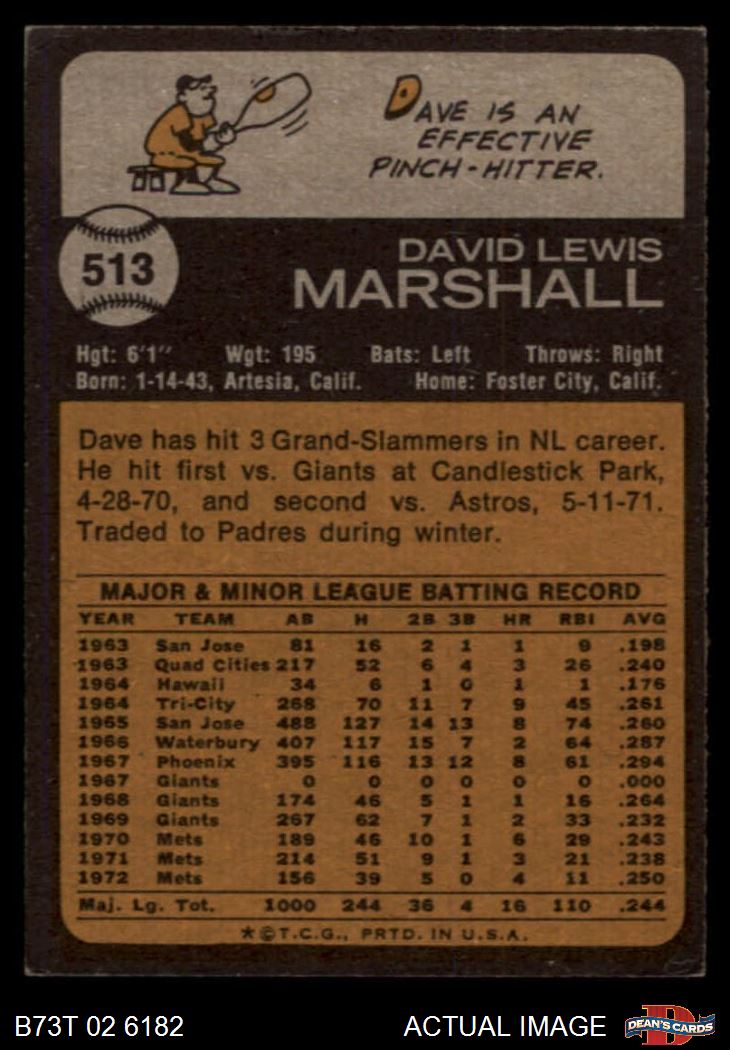 DAVE IS AN
EFFECTIVE
PINCH-HITTER.
513
DAVID LEWIS
MARSHALL
Hgt: 6'1" Wgt: 195 Bats: Left Throws: Right
Born: 1-14-43, Artesia, Calif. Home: Foster City, Calif.
Dave has hit 3 Grand-Slammers in NL career.
He hit first vs. Giants at Candlestick Park,
4-28-70, and second vs. Astros, 5-11-71.
Traded to Padres during winter.
MAJOR & MINOR LEAGUE BATTING RECORD
YEAR TEAM AB H 2B 3B HR RBI AVG
1963 San Jose 81 16 2 1 1 9 .198
1963 Quad Cities 217 52 6 4 3 26 .240
1964 Hawaii 34 6 1 0 1 1 .176
1964 Tri-City 268 70 11 7 9 45 .261
1965 San Jose 488 127 14 13 8 74 .260
1966 Waterbury 407 117 15 7 2 64 .287
1967 Phoenix 395 116 13 12 8 61 .294
1967 Giants 0 0 0 0 0 0 .000
1968 Giants 174 46 5 1 1 16 .264
1969 Giants 267 62 7 1 2 33 .232
1970 Mets 189 46 10 1 6 29 .243
1971 Mets 214 51 9 1 3 21 .238
1972 Mets 156 39 5 0 4 11 .250
Maj. Lg. Tot. 1000 244 36 4 16 110 .244
*©T.C.G., PRTD. IN U.S.A.
B73T 02 6182 ACTUAL IMAGE
D
DEAN'S CARDS